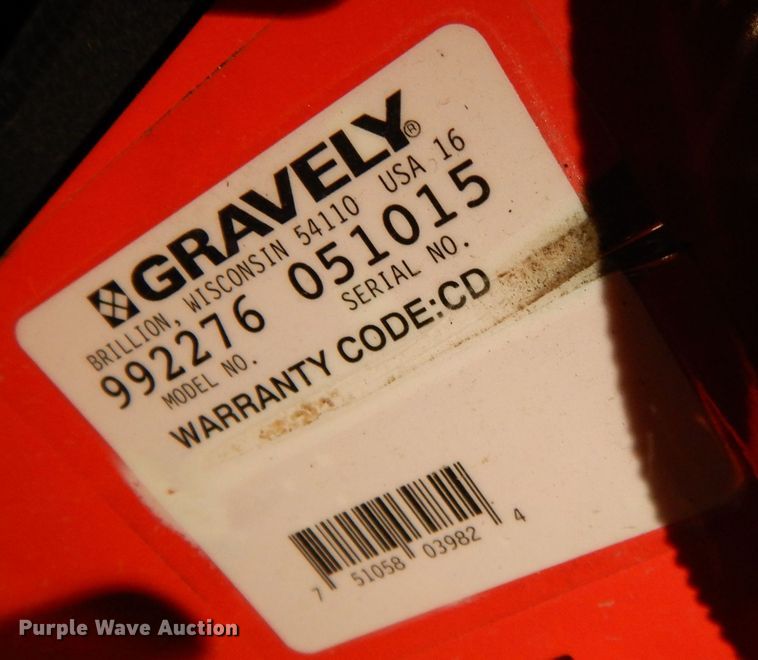 GRAVELY®
BRILLION, WISCONSIN 54110 USA 16
992276 051015
MODEL NO. SERIAL NO.
WARRANTY CODE:CD
7 51058 03982 4
Purple Wave Auction